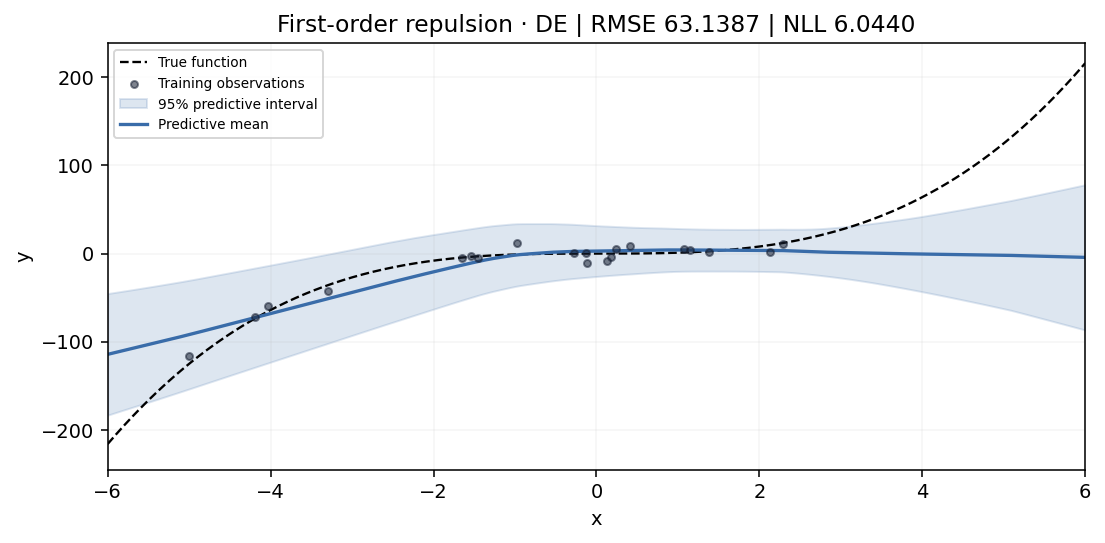 First-order repulsion · DE | RMSE 63.1387 | NLL 6.0440
True function
Training observations
95% predictive interval
Predictive mean
y
200
100
0
−100
−200
−6
−4
−2
0
2
4
6
x